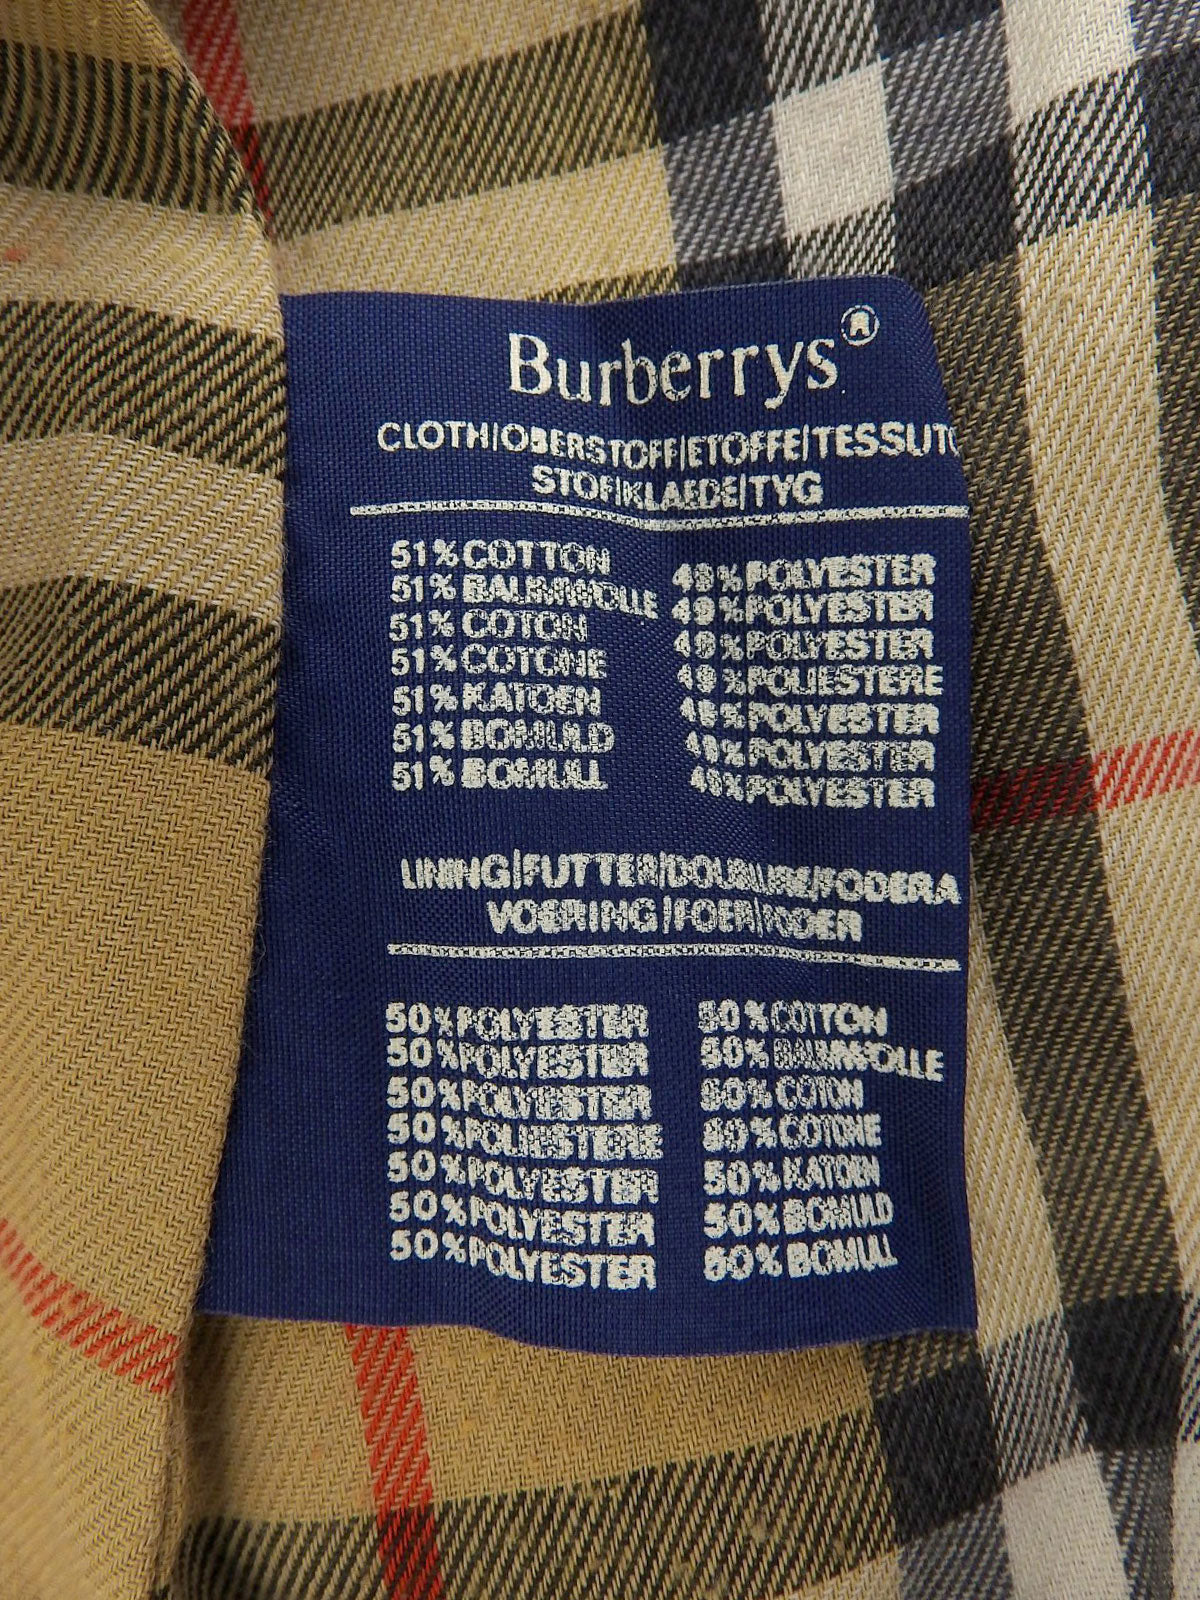 Burberrys®
CLOTH/OBERSTOFF/ETOFFE/TESSUTO
STOF/KLAEDE/TYG
51% COTTON 49% POLYESTER
51% BAUMWOLLE 49% POLYESTER
51% COTON 49% POLYESTER
51% COTONE 49% POLIESTERE
51% KATOEN 49% POLYESTER
51% BOMULD 49% POLYESTER
51% BOMULL 49% POLYESTER
LINING/FUTTER/DOUBLURE/FODERA
VOERING/FOER/FODER
50% POLYESTER 50% COTTON
50% POLYESTER 50% BAUMWOLLE
50% POLYESTER 50% COTON
50% POLIESTERE 50% COTONE
50% POLYESTER 50% KATOEN
50% POLYESTER 50% BOMULD
50% POLYESTER 50% BOMULL